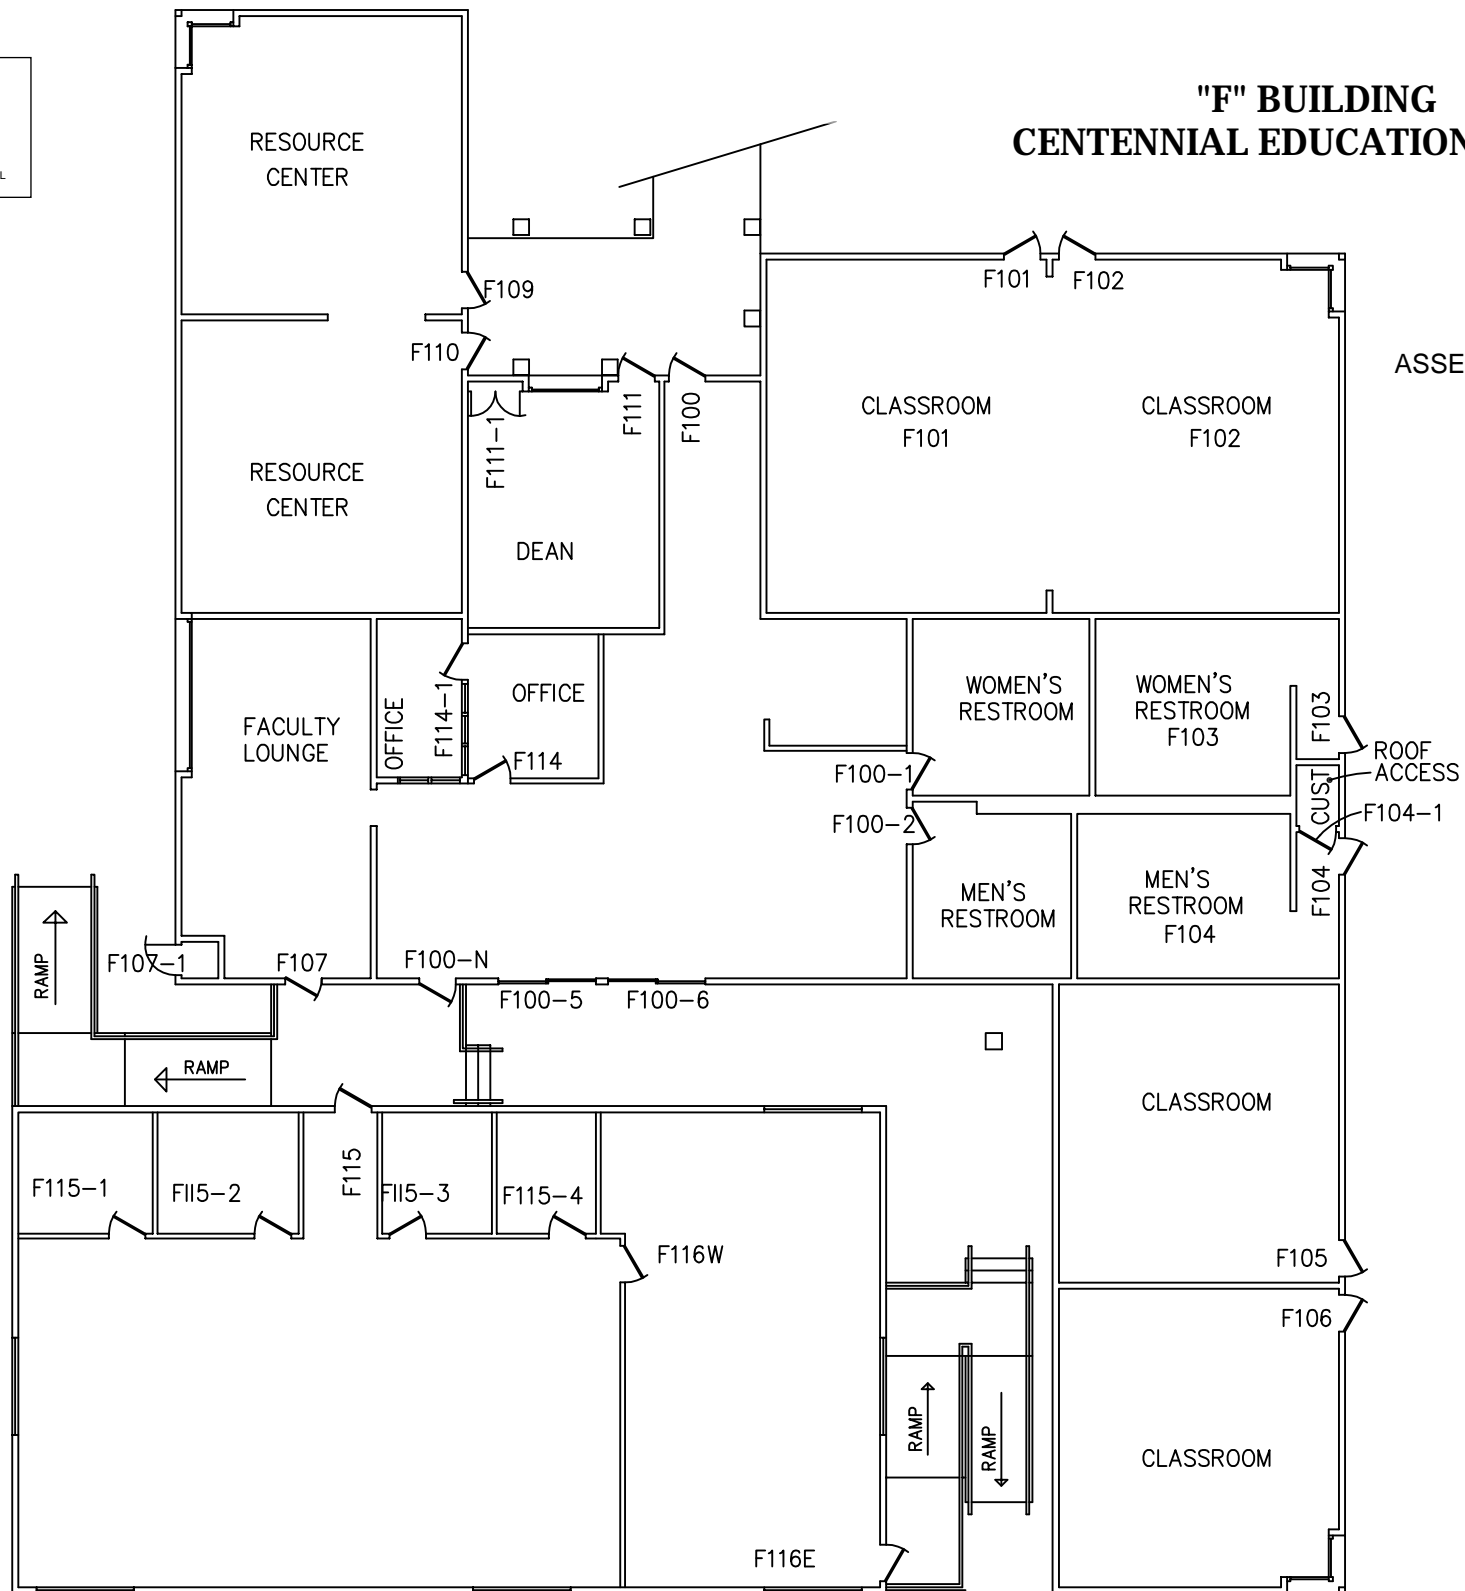 "F" BUILDING
CENTENNIAL EDUCATION
L
RESOURCE
CENTER
F109
F101
F102
F110
ASSE
F111
F100
F111-1
CLASSROOM
F101
CLASSROOM
F102
RESOURCE
CENTER
DEAN
OFFICE
F114-1
OFFICE
FACULTY
LOUNGE
F114
WOMEN'S
RESTROOM
WOMEN'S
RESTROOM
F103
F103
ROOF
ACCESS
CUST
F100-1
F100-2
F104-1
MEN'S
RESTROOM
MEN'S
RESTROOM
F104
F104
RAMP
F107-1
F107
F100-N
F100-5
F100-6
RAMP
CLASSROOM
F115-1
FII5-2
F115
FII5-3
F115-4
F116W
F105
F106
RAMP
RAMP
CLASSROOM
F116E